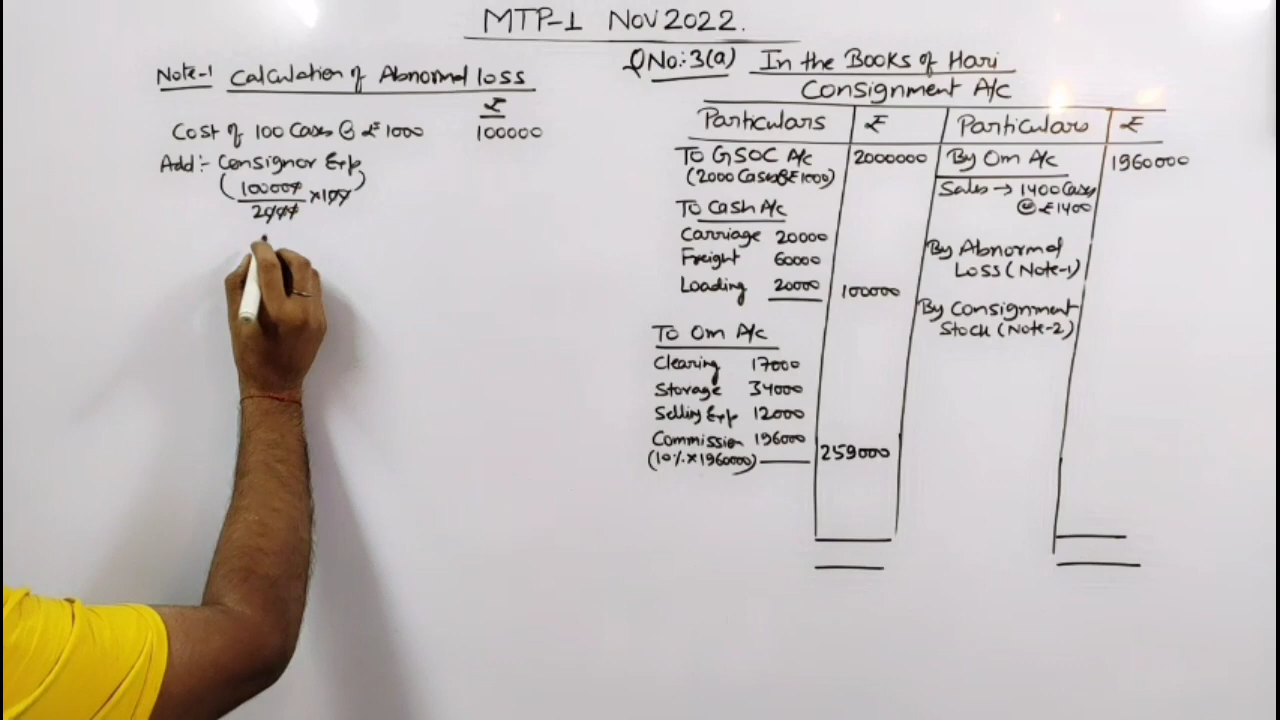 MTP-1 NOV 2022.
QNo:-3(a) In the Books of Hari
Consignment A/c
Note-1 Calculation of Abnormal loss
₹
Cost of 100 Cases @ ₹1000 100000
Add:- Consignor Exp
(100000/2000 ×100)
Particulars ₹ Particulars ₹
To GSOC A/c 2000000 By Om A/c 1960000
(2000 Cases @ ₹1000) Sales → 1400 Cases
@ ₹1400
To Cash A/c
Carriage 20000 By Abnormal
Freight 60000 Loss (Note-1)
Loading 20000 100000
By Consignment
Stock (Note-2)
To Om A/c
Clearing 17000
Storage 34000
Selling Exp 12000
Commission 196000
(10% × 1960000) 259000